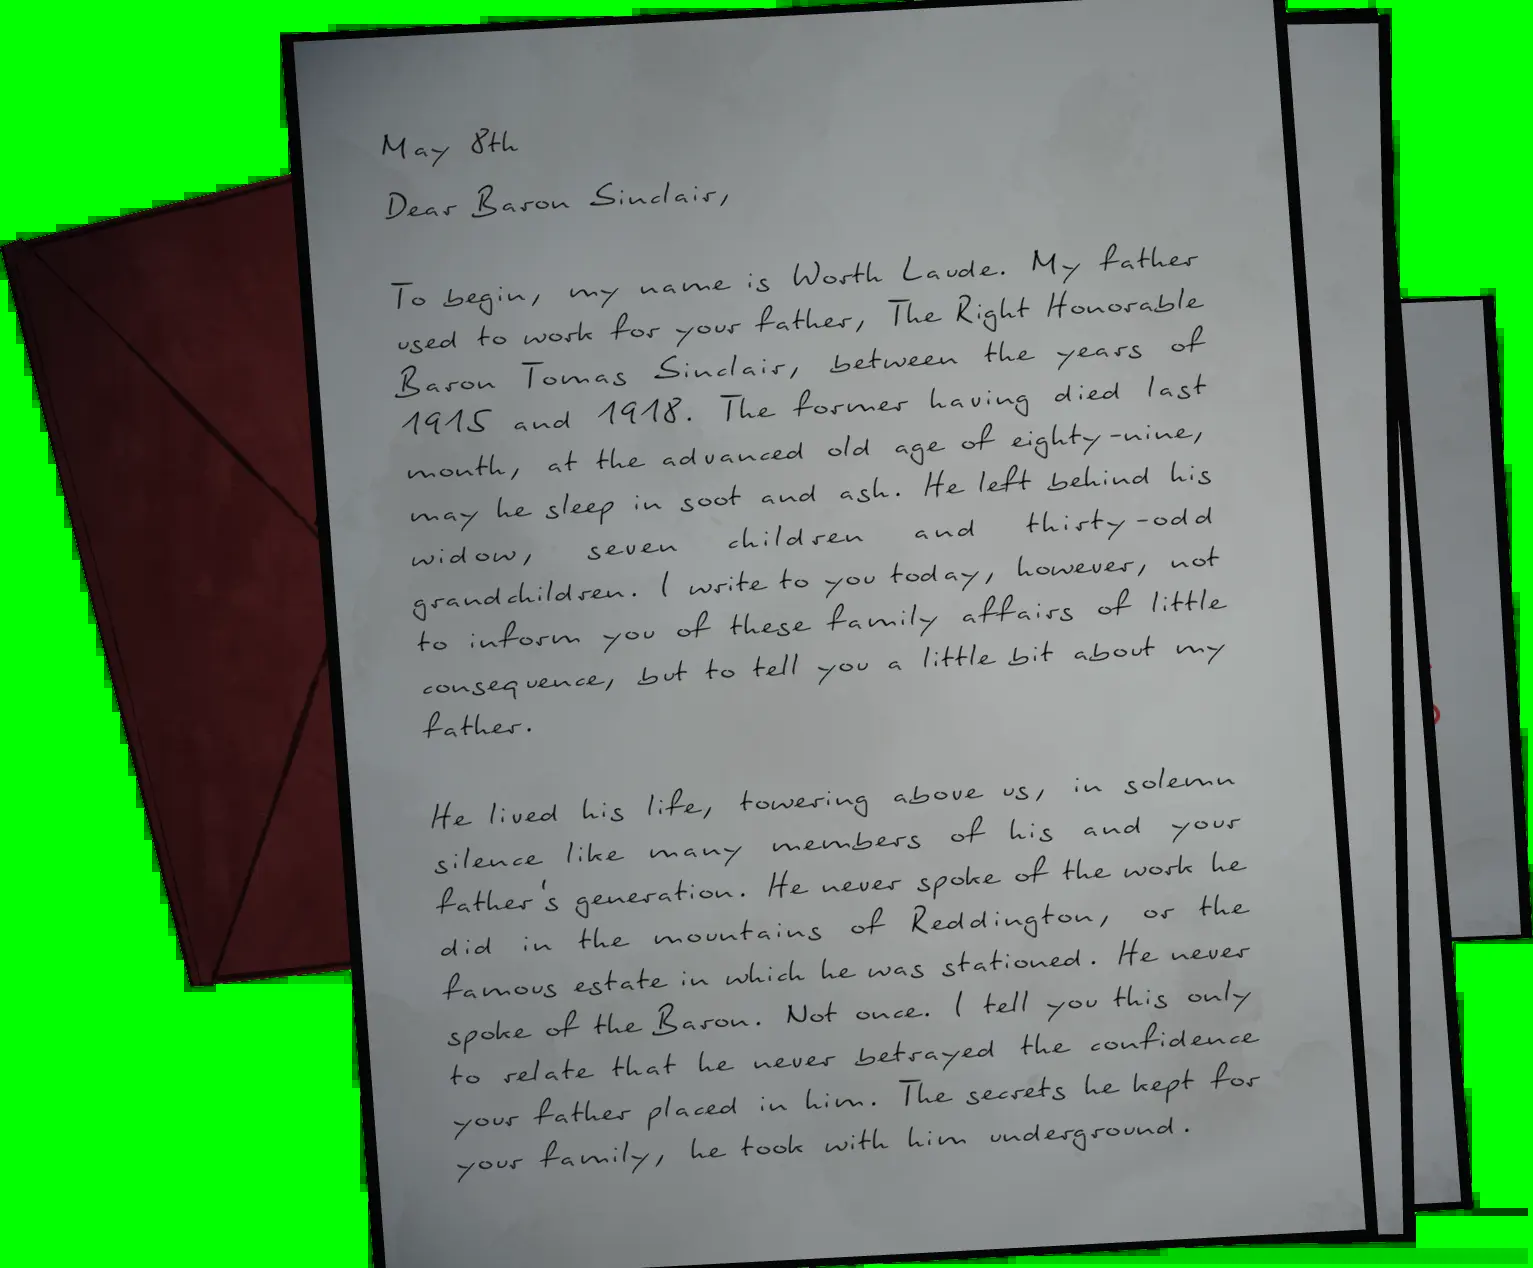 May 8th
Dear Baron Sinclair,
To begin, my name is Worth Laude. My father
used to work for your father, The Right Honorable
Baron Tomas Sinclair, between the years of
1915 and 1918. The former having died last
month, at the advanced old age of eighty-nine,
may he sleep in soot and ash. He left behind his
widow, seven children and thirty-odd
grandchildren. I write to you today, however, not
to inform you of these family affairs of little
consequence, but to tell you a little bit about my
father.
He lived his life, towering above us, in solemn
silence like many members of his and your
father's generation. He never spoke of the work he
did in the mountains of Reddington, or the
famous estate in which he was stationed. He never
spoke of the Baron. Not once. I tell you this only
to relate that he never betrayed the confidence
your father placed in him. The secrets he kept for
your family, he took with him underground.